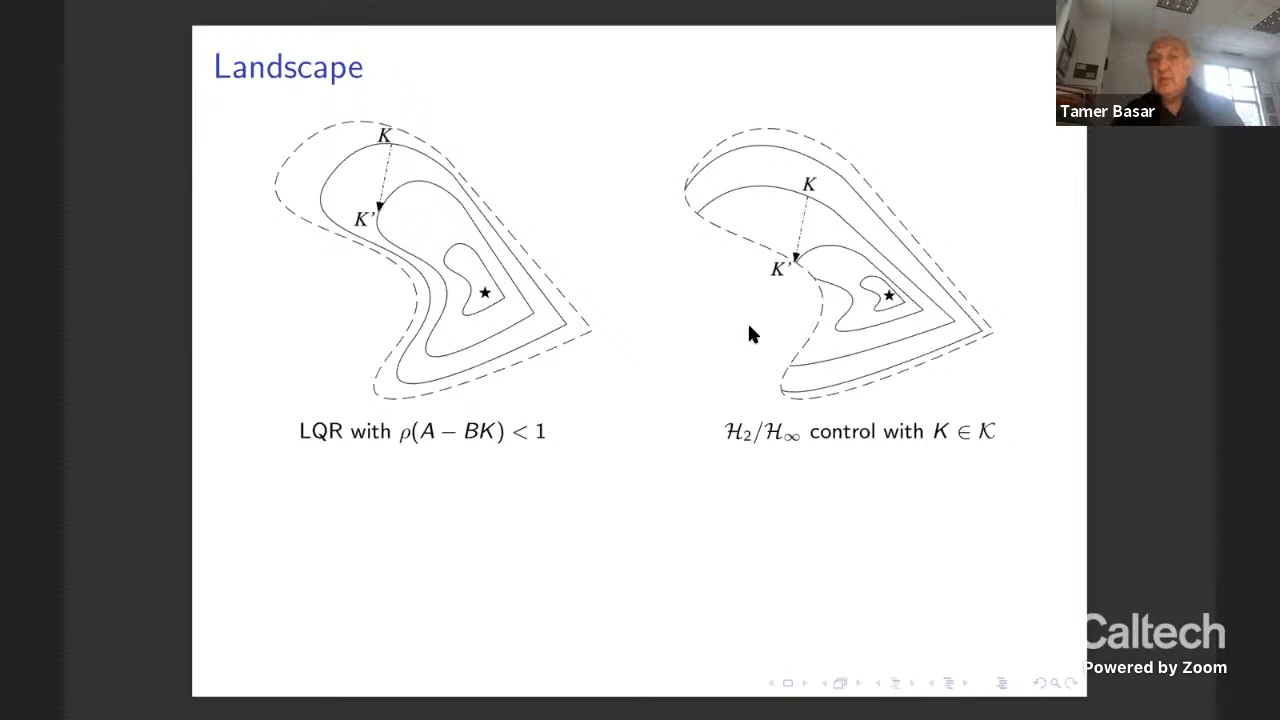 Landscape
K
K'
K
K'
LQR with ρ(A − BK) < 1
H₂/H∞ control with K ∈ K
Tamer Basar
Caltech
Powered by Zoom